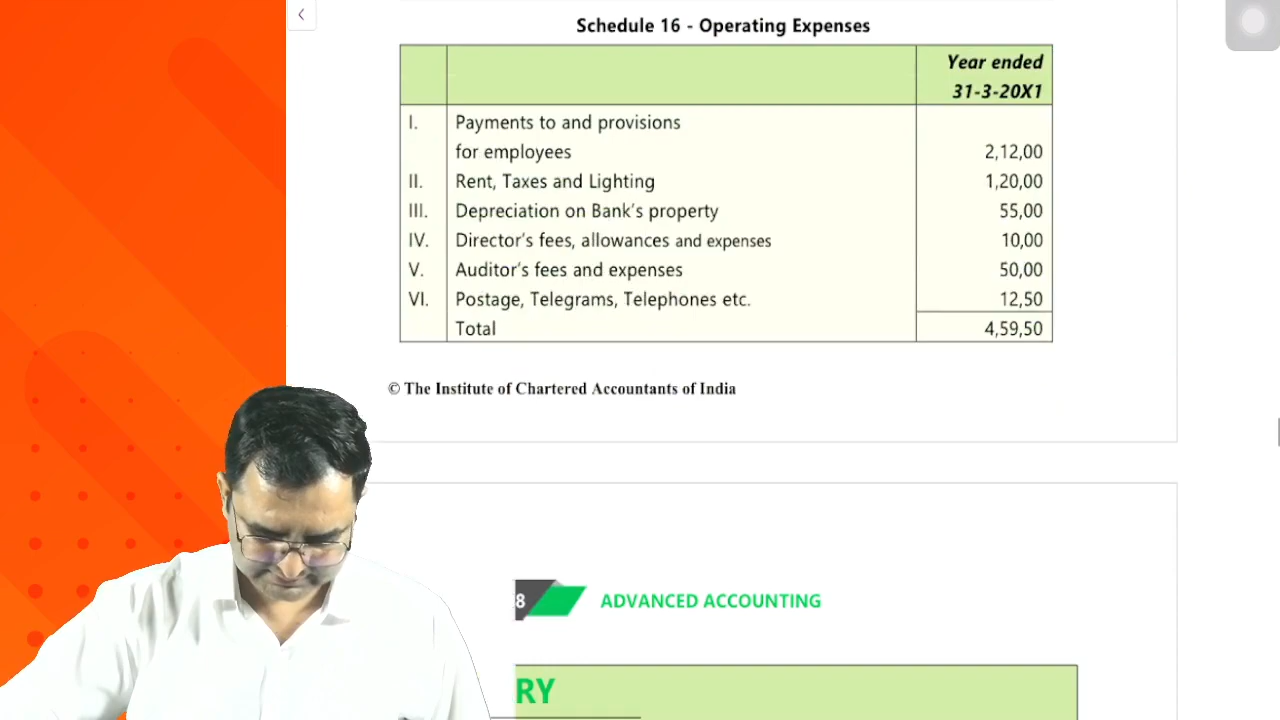 Schedule 16 - Operating Expenses
Year ended
31-3-20X1
I. Payments to and provisions
for employees 2,12,00
II. Rent, Taxes and Lighting 1,20,00
III. Depreciation on Bank's property 55,00
IV. Director's fees, allowances and expenses 10,00
V. Auditor's fees and expenses 50,00
VI. Postage, Telegrams, Telephones etc. 12,50
Total 4,59,50
© The Institute of Chartered Accountants of India
8 ADVANCED ACCOUNTING
RY